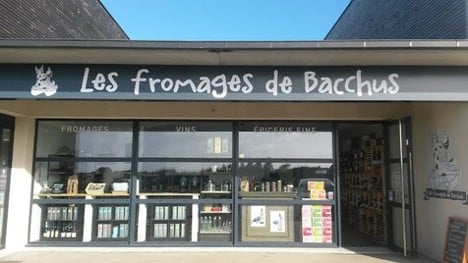 Les fromages de Bacchus
FROMAGES VINS ÉPICERIE FINE